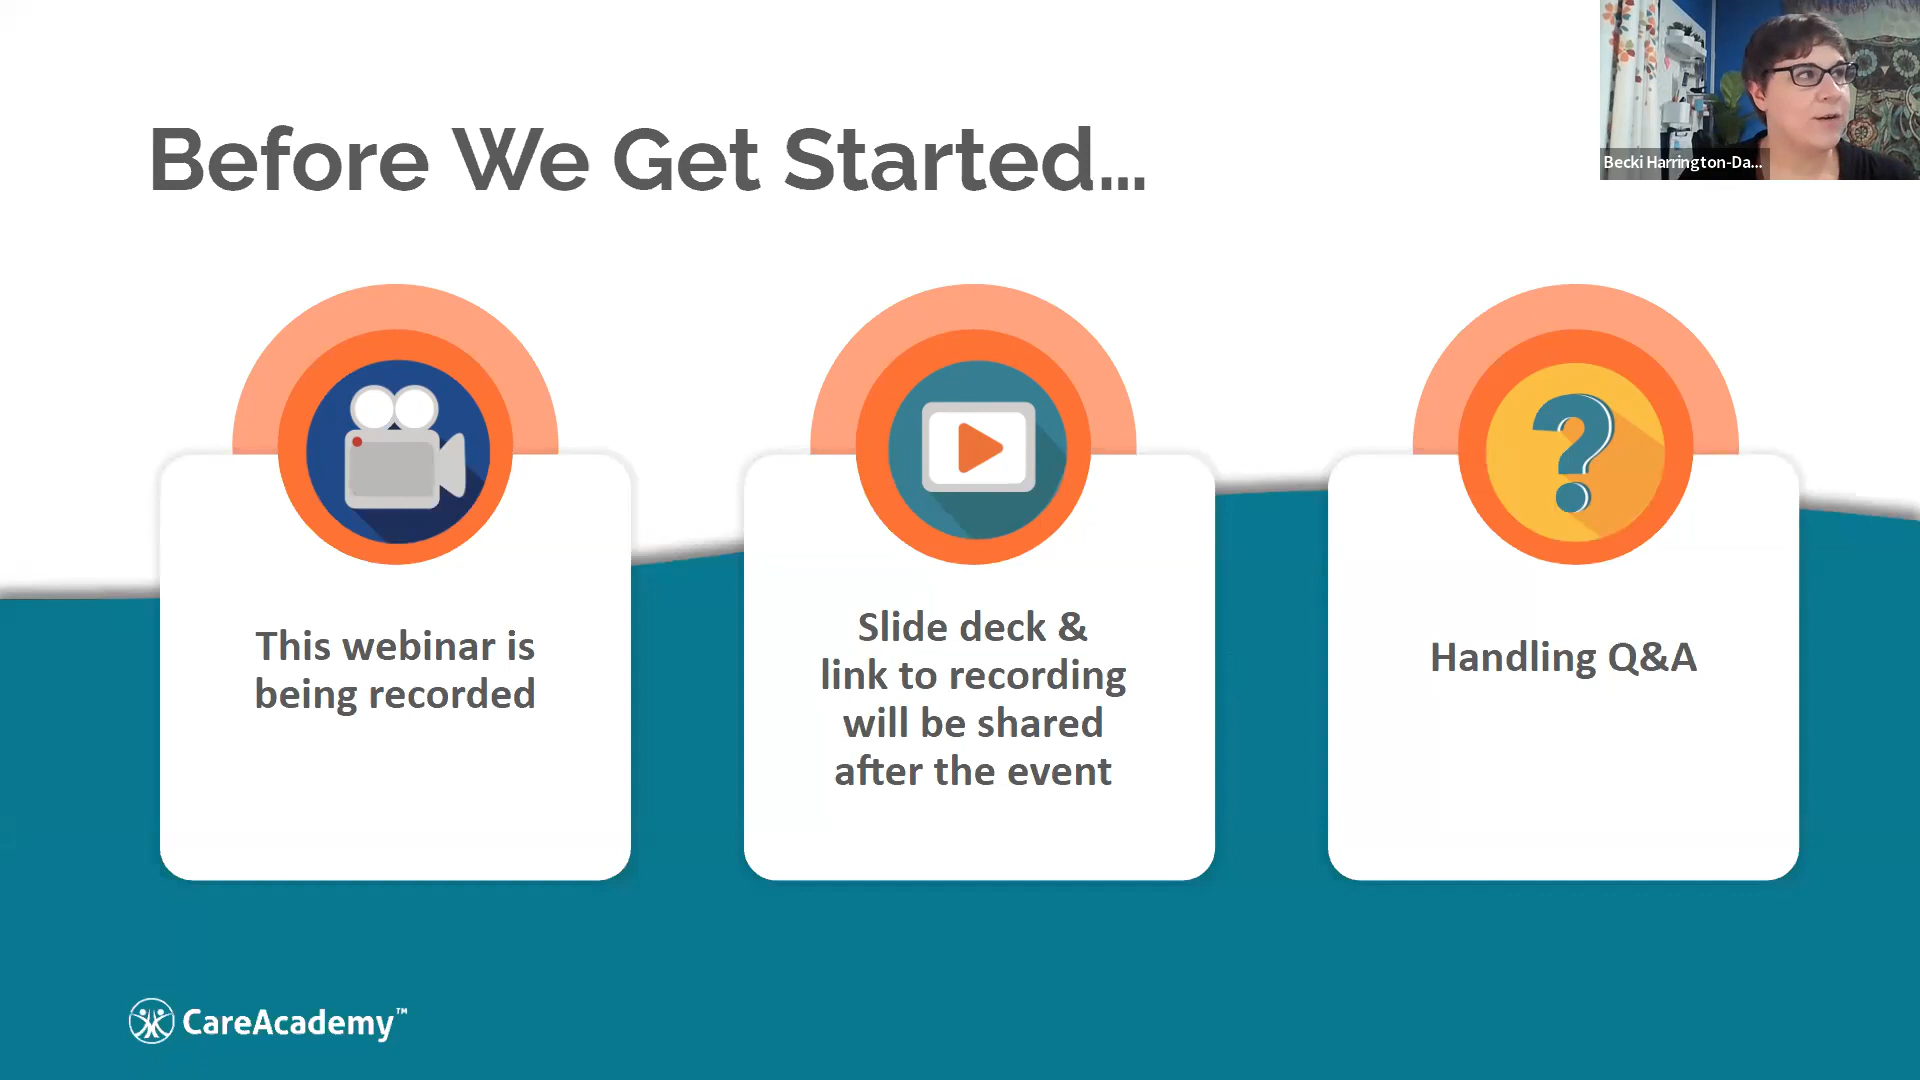 Before We Get Started...
Becki Harrington-Da...
This webinar is
being recorded
Slide deck &
link to recording
will be shared
after the event
Handling Q&A
CareAcademy™